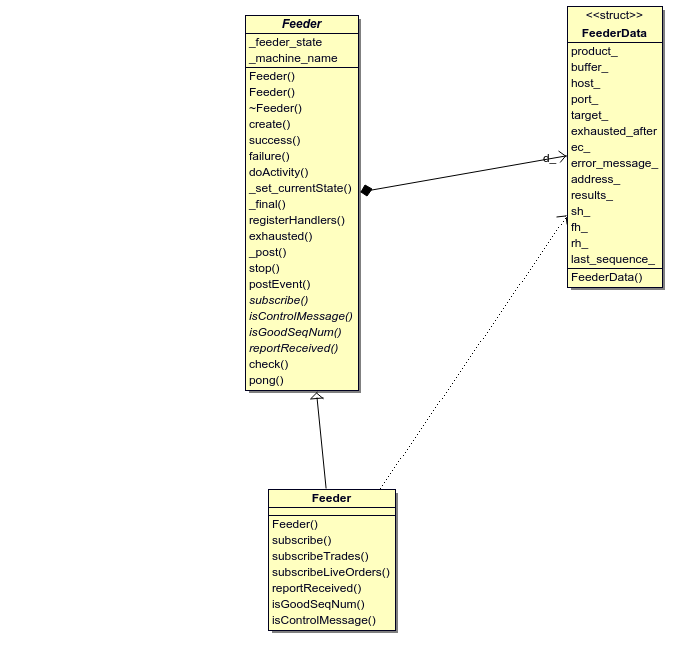 Feeder
_feeder_state
_machine_name
Feeder()
Feeder()
~Feeder()
create()
success()
failure()
doActivity()
_set_currentState()
_final()
registerHandlers()
exhausted()
_post()
stop()
postEvent()
subscribe()
isControlMessage()
isGoodSeqNum()
reportReceived()
check()
pong()
d_
<<struct>>
FeederData
product_
buffer_
host_
port_
target_
exhausted_after
ec_
error_message_
address_
results_
sh_
fh_
rh_
last_sequence_
FeederData()
Feeder
Feeder()
subscribe()
subscribeTrades()
subscribeLiveOrders()
reportReceived()
isGoodSeqNum()
isControlMessage()